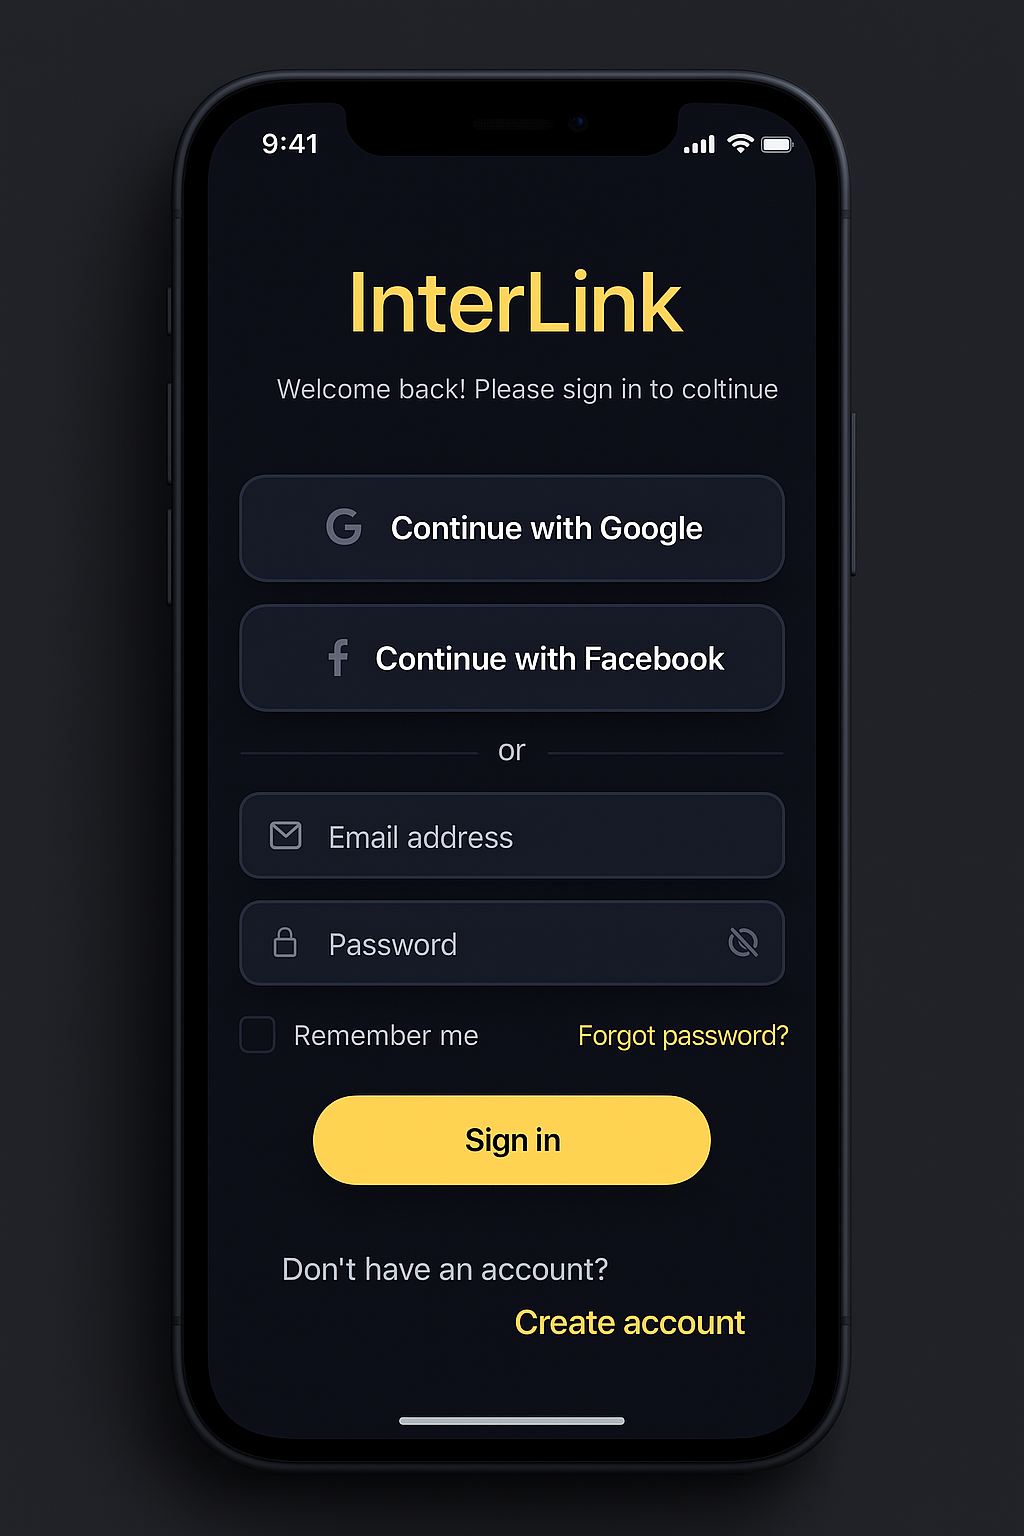 9:41
InterLink
Welcome back! Please sign in to coltinue
G Continue with Google
f Continue with Facebook
or
Email address
Password
Remember me Forgot password?
Sign in
Don't have an account?
Create account